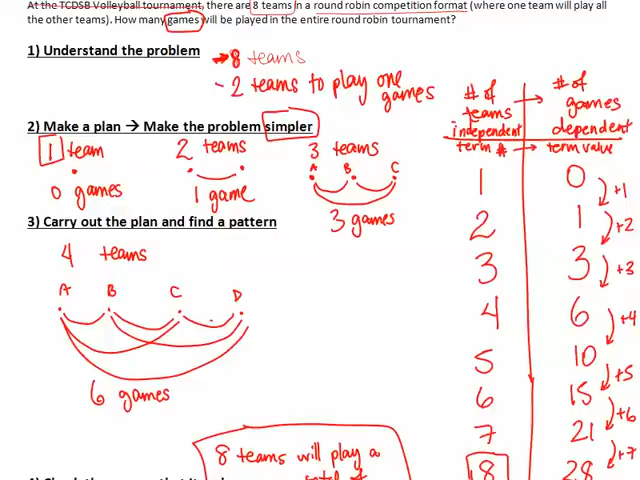 At the TCDSB Volleyball tournament, there are 8 teams in a round robin competition format (where one team will play all
the other teams). How many games will be played in the entire round robin tournament?
1) Understand the problem
→ 8 teams
- 2 teams to play one
games
2) Make a plan → Make the problem simpler
1 team 2 teams 3 teams
A B C
0 games 1 game 3 games
3) Carry out the plan and find a pattern
4 teams
A B C D
6 games
8 teams will play a
# of teams → # of games
independent dependent
term # → term value
1 0
+1
2 1
+2
3 3
+3
4 6
+4
5 10
+5
6 15
+6
7 21
+7
8 28